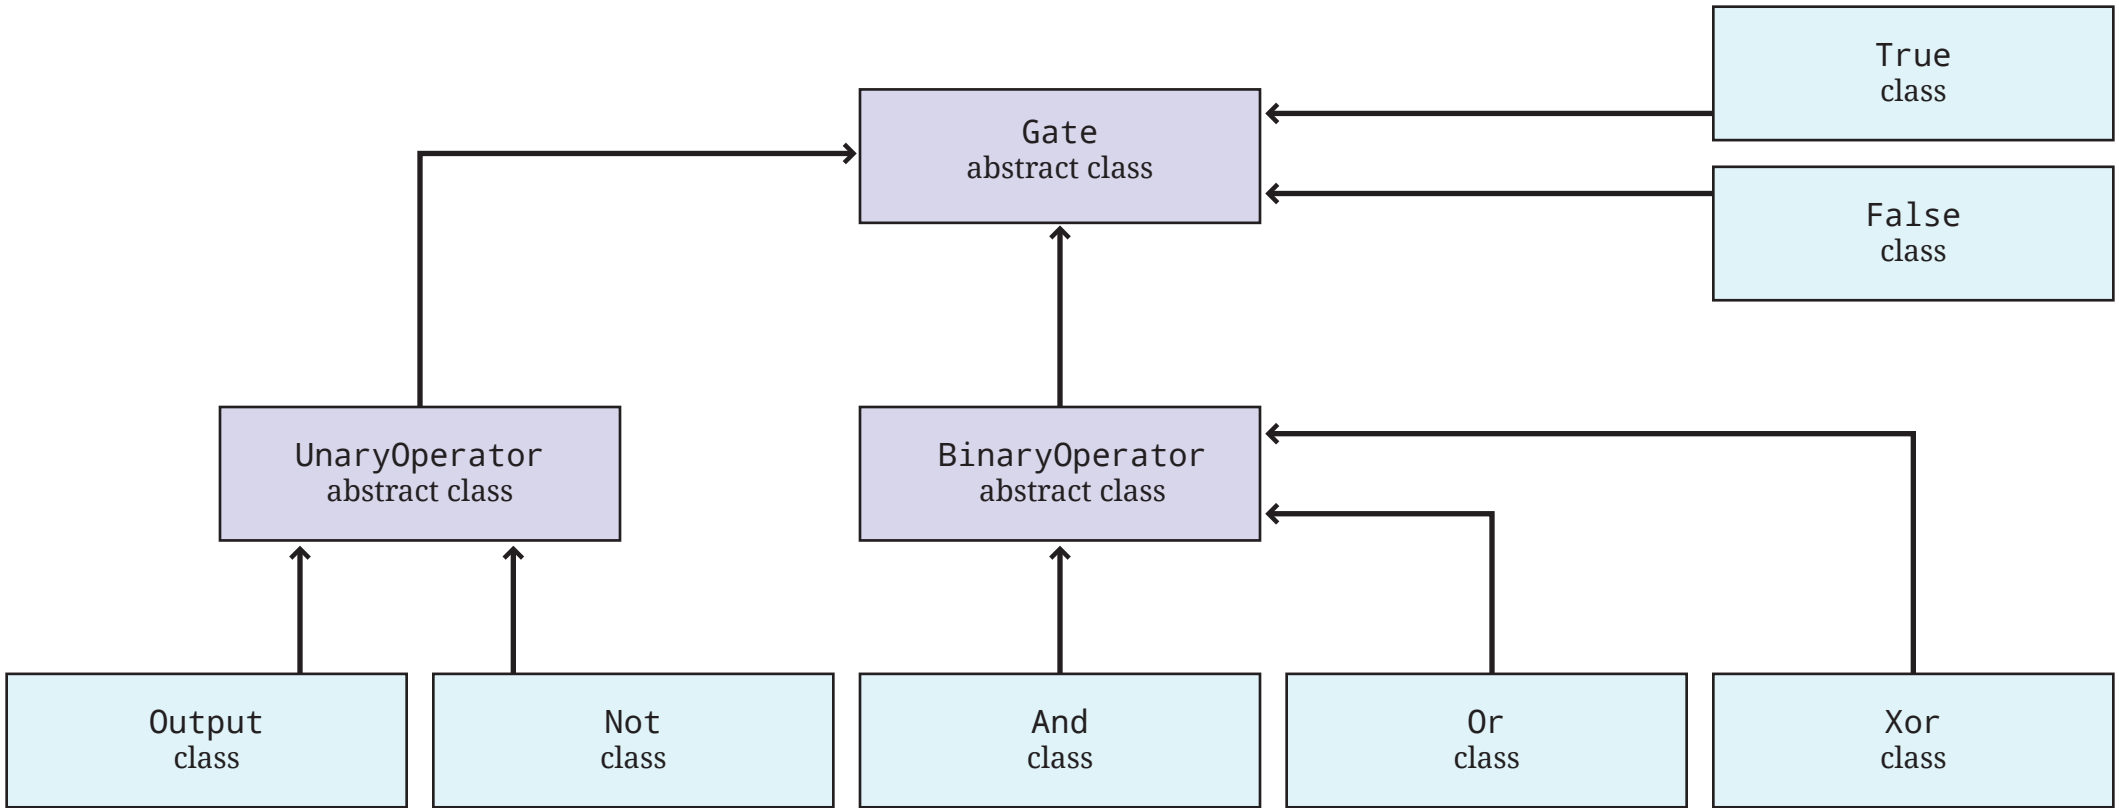 True
class
Gate
abstract class
False
class
UnaryOperator
abstract class
BinaryOperator
abstract class
Output
class
Not
class
And
class
Or
class
Xor
class